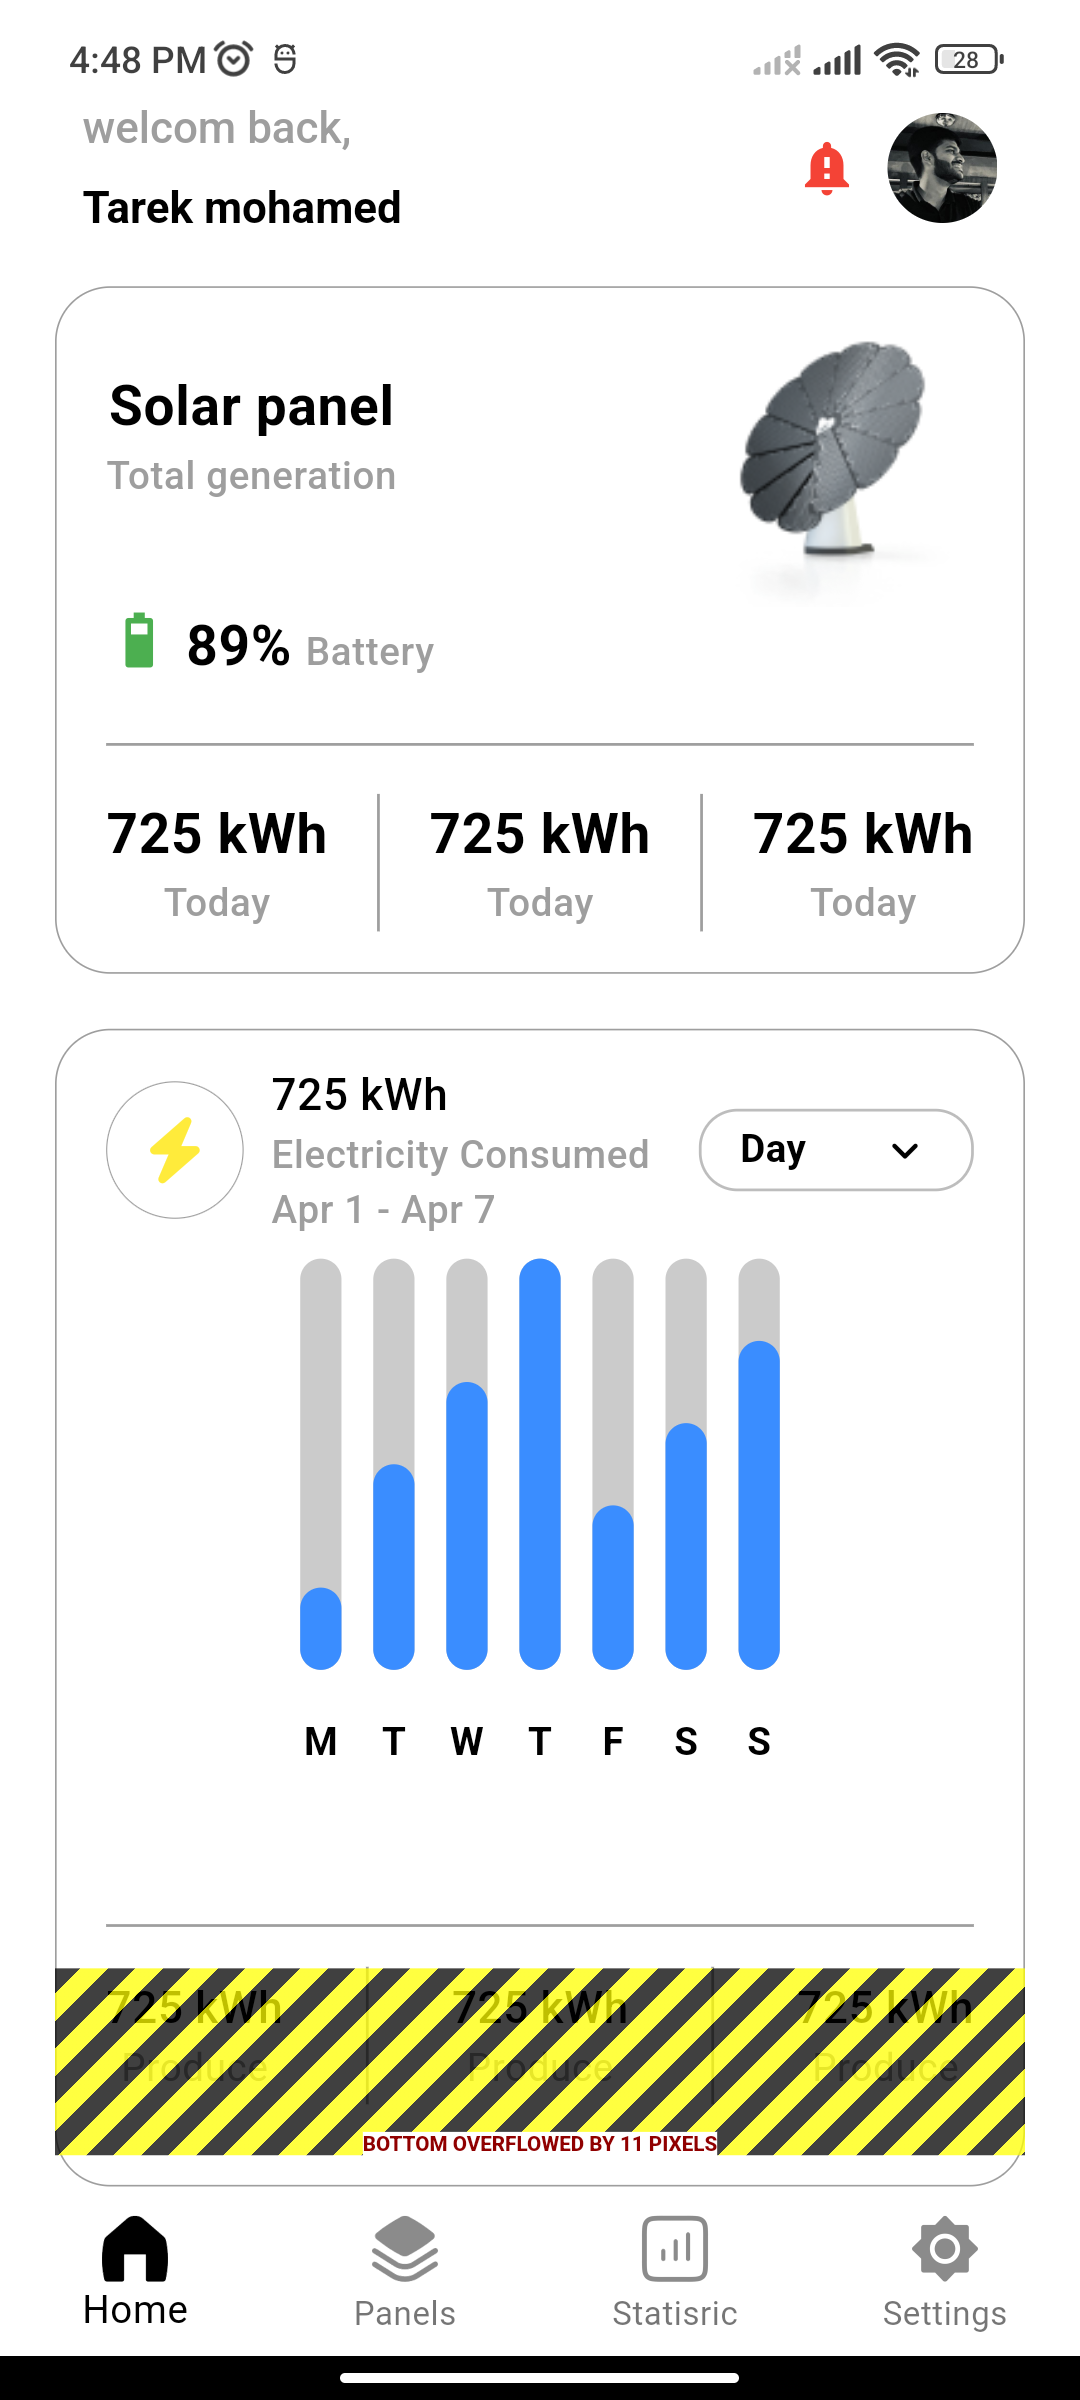 4:48 PM 28
welcom back,
Tarek mohamed
Solar panel
Total generation
89% Battery
725 kWh 725 kWh 725 kWh
Today Today Today
725 kWh
Electricity Consumed
Apr 1 - Apr 7
Day
M T W T F S S
725 kWh 725 kWh 725 kWh
Produce Produce Produce
BOTTOM OVERFLOWED BY 11 PIXELS
Home Panels Statisric Settings